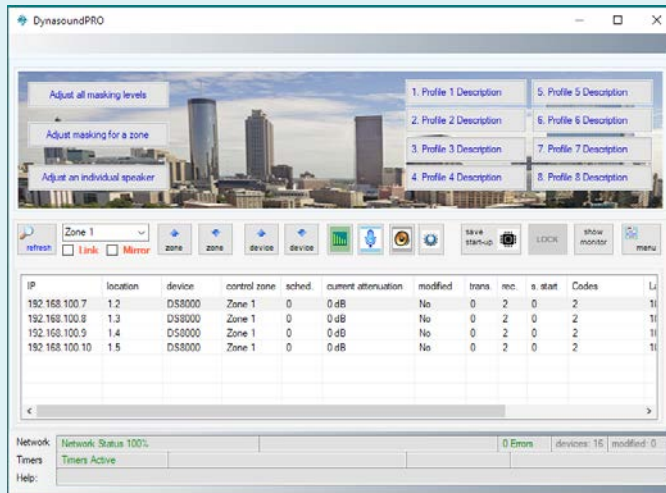 DynasoundPRO
Adjust all masking levels
Adjust masking for a zone
Adjust an individual speaker
1. Profile 1 Description
5. Profile 5 Description
2. Profile 2 Description
6. Profile 6 Description
3. Profile 3 Description
7. Profile 7 Description
4. Profile 4 Description
8. Profile 8 Description
refresh
Zone 1
Link Mirror
zone
zone
device
device
save
start-up
LOCK
show
monitor
menu
IP location device control zone sched. current attenuation modified trans. rec. s. start Codes
192.168.100.7 1.2 DS8000 Zone 1 0 0 dB No 0 2 0 2
192.168.100.8 1.3 DS8000 Zone 1 0 0 dB No 0 2 0 2
192.168.100.9 1.4 DS8000 Zone 1 0 0 dB No 0 2 0 2
192.168.100.10 1.5 DS8000 Zone 1 0 0 dB No 0 2 0 2
Network Network Status 100% 0 Errors devices: 16 modified: 0
Timers Timers Active
Help: